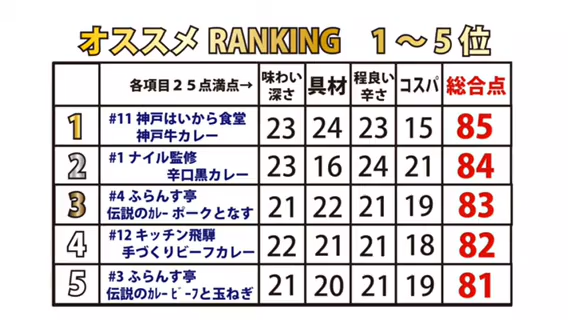 オススメ RANKING 1～5位
各項目２５点満点→ 味わい深さ 具材 程良い辛さ コスパ 総合点
1 #11 神戸はいから食堂 神戸牛カレー 23 24 23 15 85
2 #1 ナイル監修 辛口黒カレー 23 16 24 21 84
3 #4 ふらんす亭 伝説のｶﾚｰ ポークとなす 21 22 21 19 83
4 #12 キッチン飛騨 手づくりビーフカレー 22 21 21 18 82
5 #3 ふらんす亭 伝説のｶﾚｰ ﾋﾞｰﾌと玉ねぎ 21 20 21 19 81